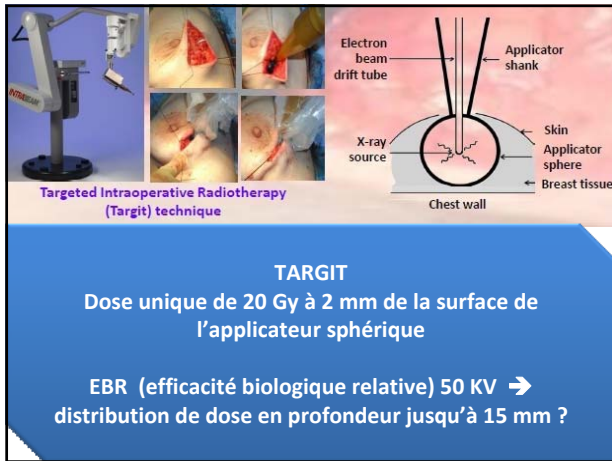 INTRABEAM
Targeted Intraoperative Radiotherapy
(Targit) technique
Electron
beam
drift tube
Applicator
shank
X-ray
source
Skin
Applicator
sphere
Breast tissue
Chest wall
TARGIT
Dose unique de 20 Gy à 2 mm de la surface de
l’applicateur sphérique
EBR (efficacité biologique relative) 50 KV ➔
distribution de dose en profondeur jusqu’à 15 mm ?